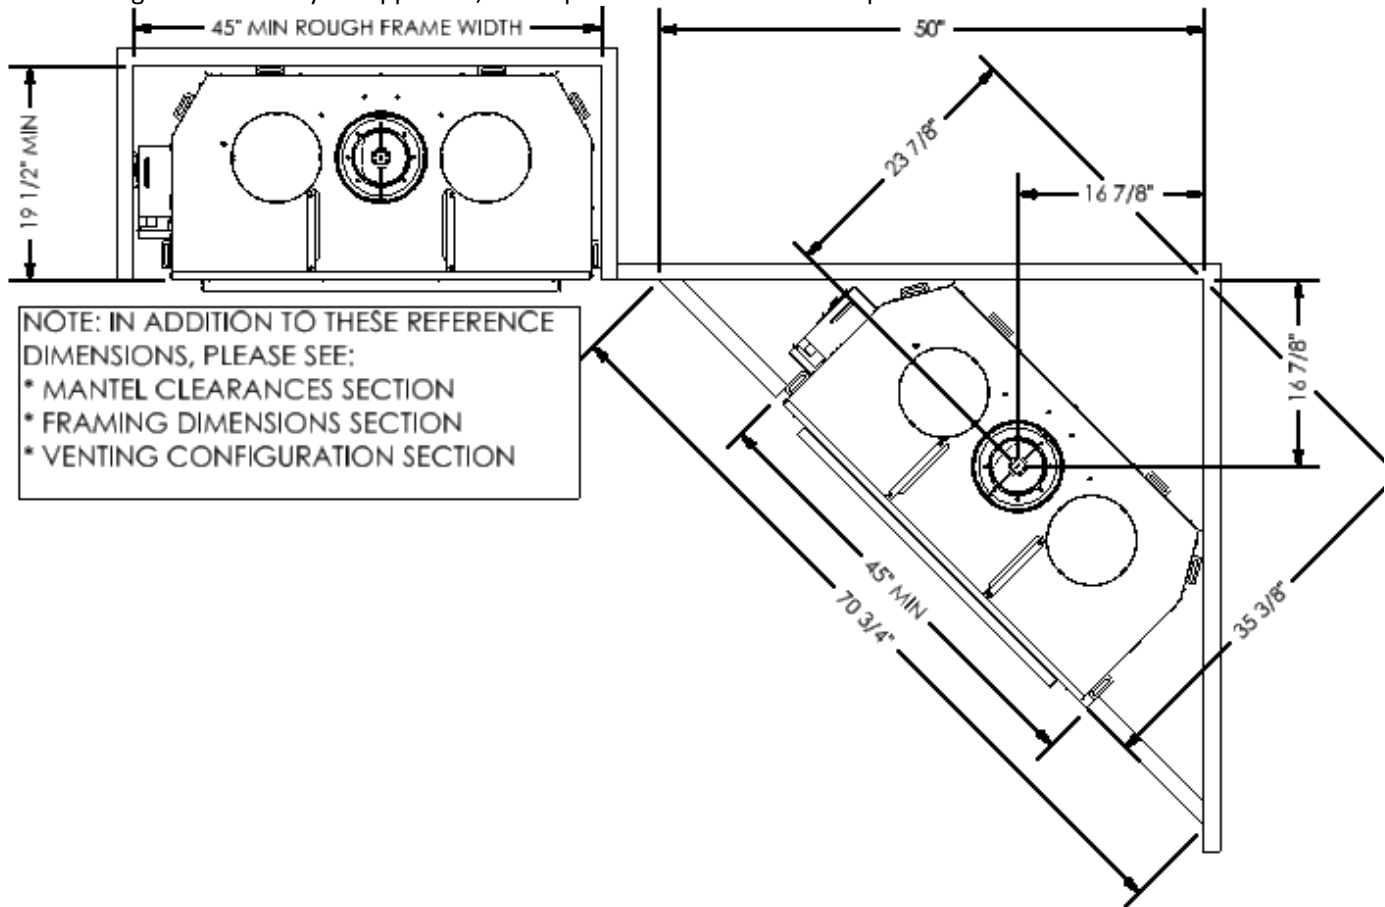 45" MIN ROUGH FRAME WIDTH
50"
19 1/2" MIN
23 7/8"
16 7/8"
16 7/8"
NOTE: IN ADDITION TO THESE REFERENCE
DIMENSIONS, PLEASE SEE:
* MANTEL CLEARANCES SECTION
* FRAMING DIMENSIONS SECTION
* VENTING CONFIGURATION SECTION
45" MIN
70 3/4"
35 3/8"